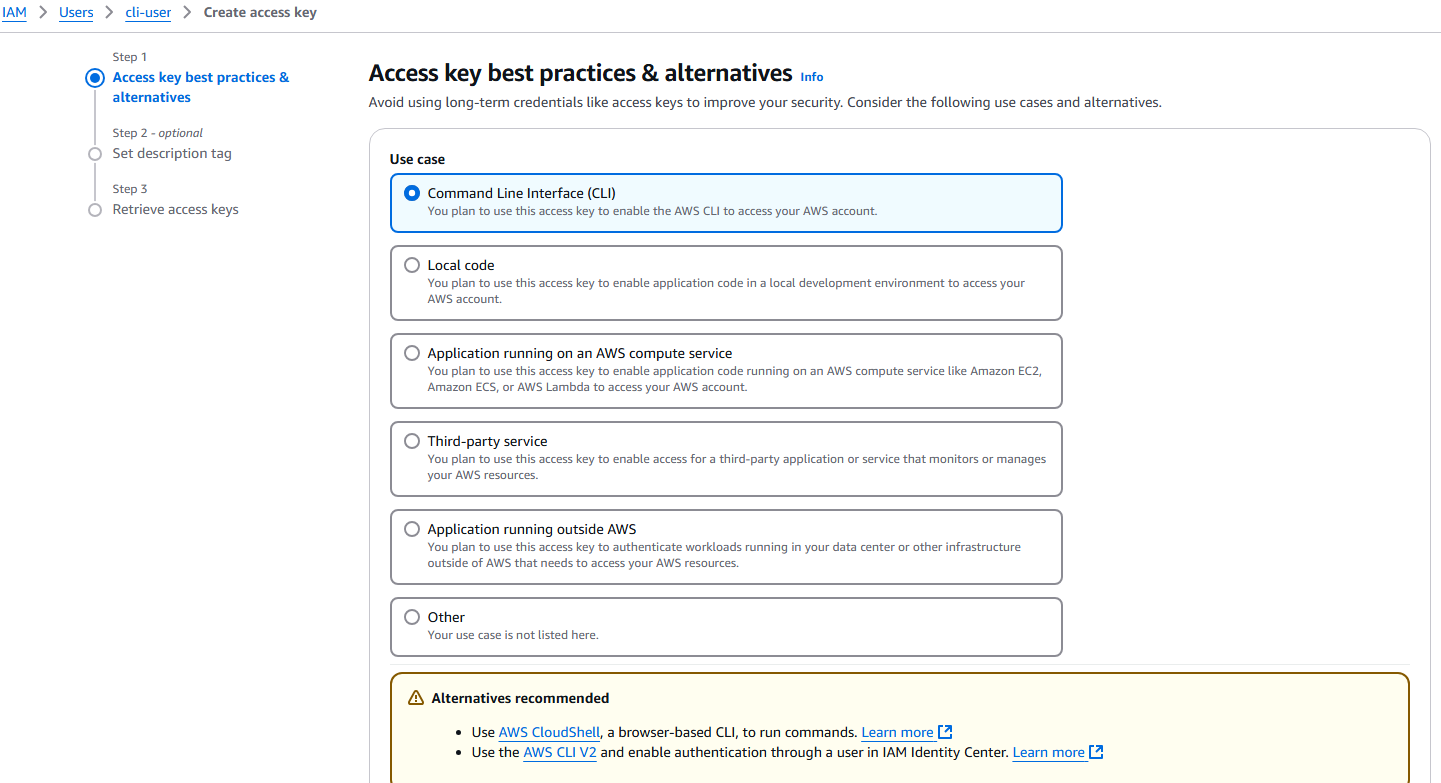 IAM > Users > cli-user > Create access key
Step 1
Access key best practices &
alternatives
Step 2 - optional
Set description tag
Step 3
Retrieve access keys
Access key best practices & alternatives Info
Avoid using long-term credentials like access keys to improve your security. Consider the following use cases and alternatives.
Use case
Command Line Interface (CLI)
You plan to use this access key to enable the AWS CLI to access your AWS account.
Local code
You plan to use this access key to enable application code in a local development environment to access your
AWS account.
Application running on an AWS compute service
You plan to use this access key to enable application code running on an AWS compute service like Amazon EC2,
Amazon ECS, or AWS Lambda to access your AWS account.
Third-party service
You plan to use this access key to enable access for a third-party application or service that monitors or manages
your AWS resources.
Application running outside AWS
You plan to use this access key to authenticate workloads running in your data center or other infrastructure
outside of AWS that needs to access your AWS resources.
Other
Your use case is not listed here.
Alternatives recommended
• Use AWS CloudShell, a browser-based CLI, to run commands. Learn more
• Use the AWS CLI V2 and enable authentication through a user in IAM Identity Center. Learn more